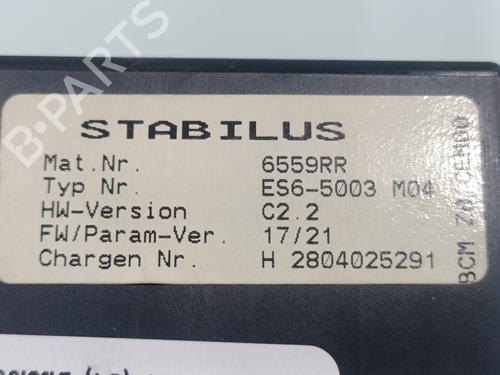 STABILUS
Mat.Nr. 6559RR
Typ Nr. ES6-5003 M04
HW-Version C2.2
FW/Param-Ver. 17/21
Chargen Nr. H 2804025291
BCM
B-PARTS